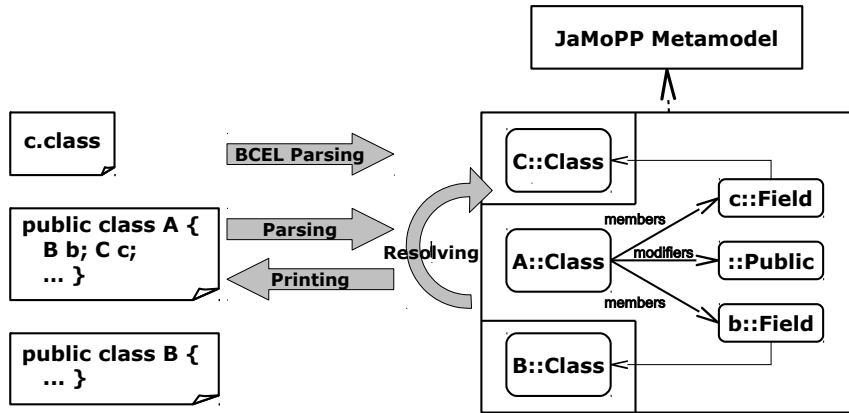 JaMoPP Metamodel
c.class
BCEL Parsing
C::Class
c::Field
public class A {
B b; C c;
... }
Parsing
Resolving
Printing
members
A::Class
modifiers
::Public
members
b::Field
public class B {
... }
B::Class